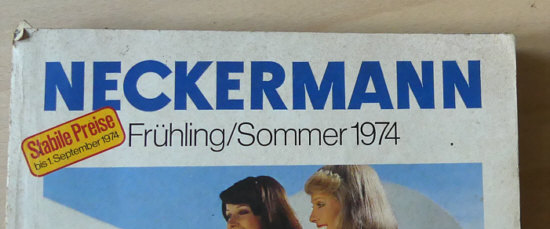 NECKERMANN
Stabile Preise
bis 1. September 1974
Frühling/Sommer 1974